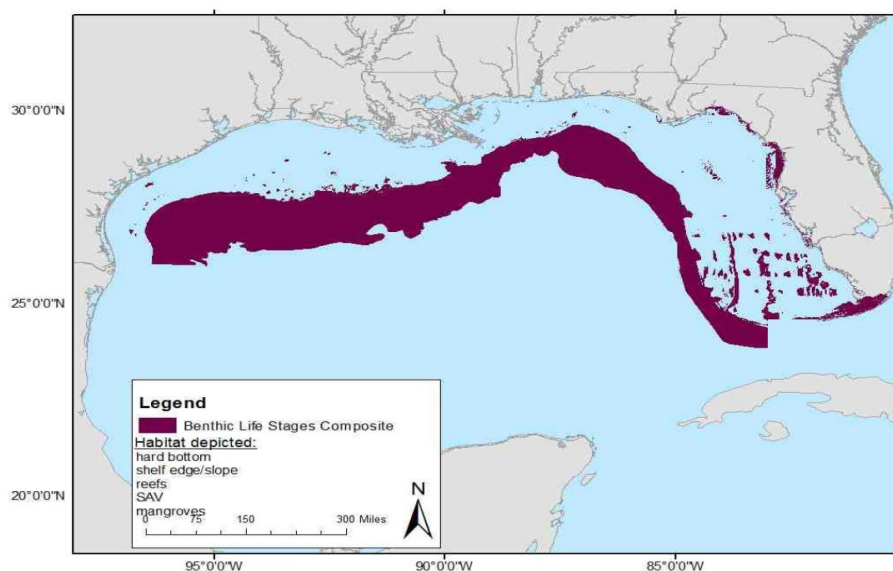 30°0'0"N
25°0'0"N
20°0'0"N
Legend
Benthic Life Stages Composite
Habitat depicted:
hard bottom
shelf edge/slope
reefs
SAV
mangroves
N
0 75 150 300 Miles
95°0'0"W 90°0'0"W 85°0'0"W